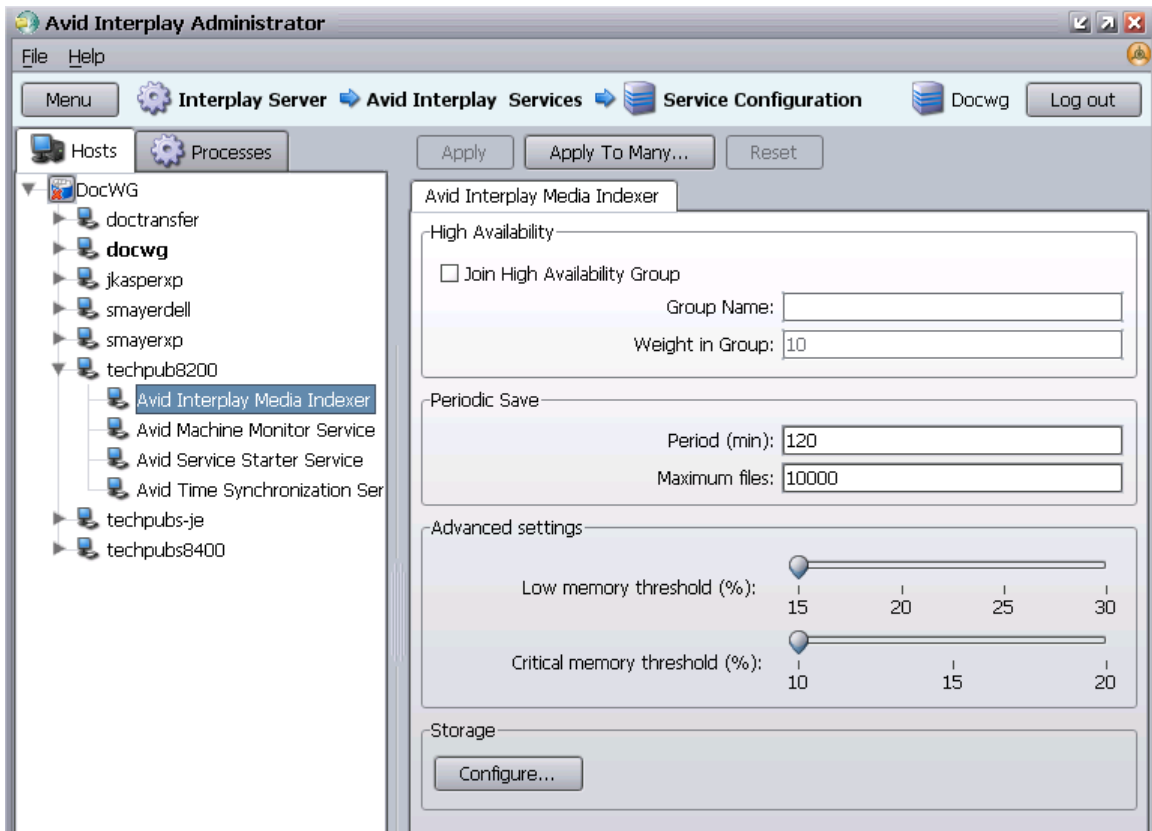 Avid Interplay Administrator
File Help
Menu Interplay Server Avid Interplay Services Service Configuration Docwg Log out
Hosts Processes
DocWG
doctransfer
docwg
jkasperxp
smayerdell
smayerxp
techpub8200
Avid Interplay Media Indexer
Avid Machine Monitor Service
Avid Service Starter Service
Avid Time Synchronization Ser
techpubs-je
techpubs8400
Apply Apply To Many... Reset
Avid Interplay Media Indexer
High Availability
Join High Availability Group
Group Name:
Weight in Group: 10
Periodic Save
Period (min): 120
Maximum files: 10000
Advanced settings
Low memory threshold (%):
15 20 25 30
Critical memory threshold (%):
10 15 20
Storage
Configure...